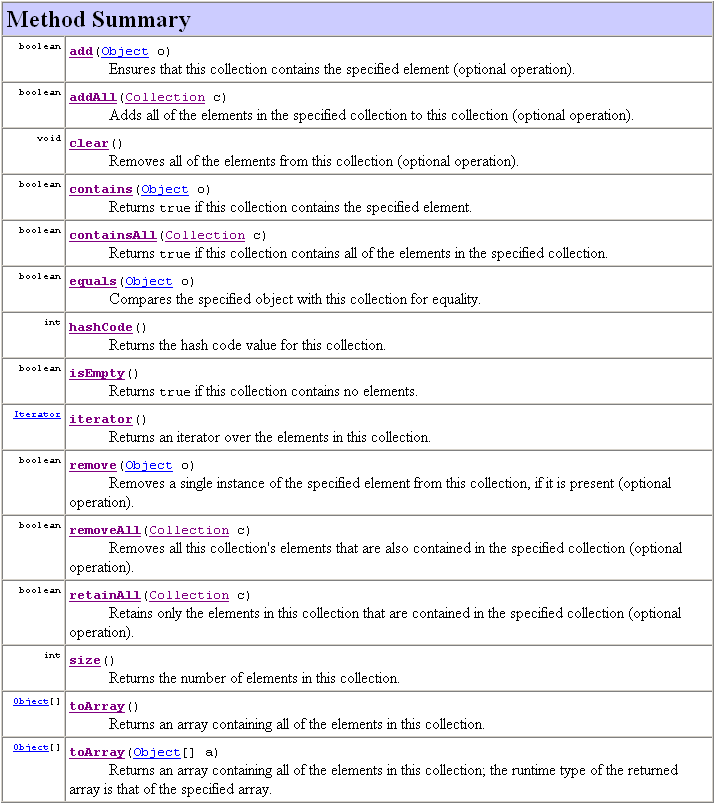 Method Summary
boolean add(Object o)
Ensures that this collection contains the specified element (optional operation).
boolean addAll(Collection c)
Adds all of the elements in the specified collection to this collection (optional operation).
void clear()
Removes all of the elements from this collection (optional operation).
boolean contains(Object o)
Returns true if this collection contains the specified element.
boolean containsAll(Collection c)
Returns true if this collection contains all of the elements in the specified collection.
boolean equals(Object o)
Compares the specified object with this collection for equality.
int hashCode()
Returns the hash code value for this collection.
boolean isEmpty()
Returns true if this collection contains no elements.
Iterator iterator()
Returns an iterator over the elements in this collection.
boolean remove(Object o)
Removes a single instance of the specified element from this collection, if it is present (optional
operation).
boolean removeAll(Collection c)
Removes all this collection's elements that are also contained in the specified collection (optional
operation).
boolean retainAll(Collection c)
Retains only the elements in this collection that are contained in the specified collection (optional
operation).
int size()
Returns the number of elements in this collection.
Object[] toArray()
Returns an array containing all of the elements in this collection.
Object[] toArray(Object[] a)
Returns an array containing all of the elements in this collection; the runtime type of the returned
array is that of the specified array.